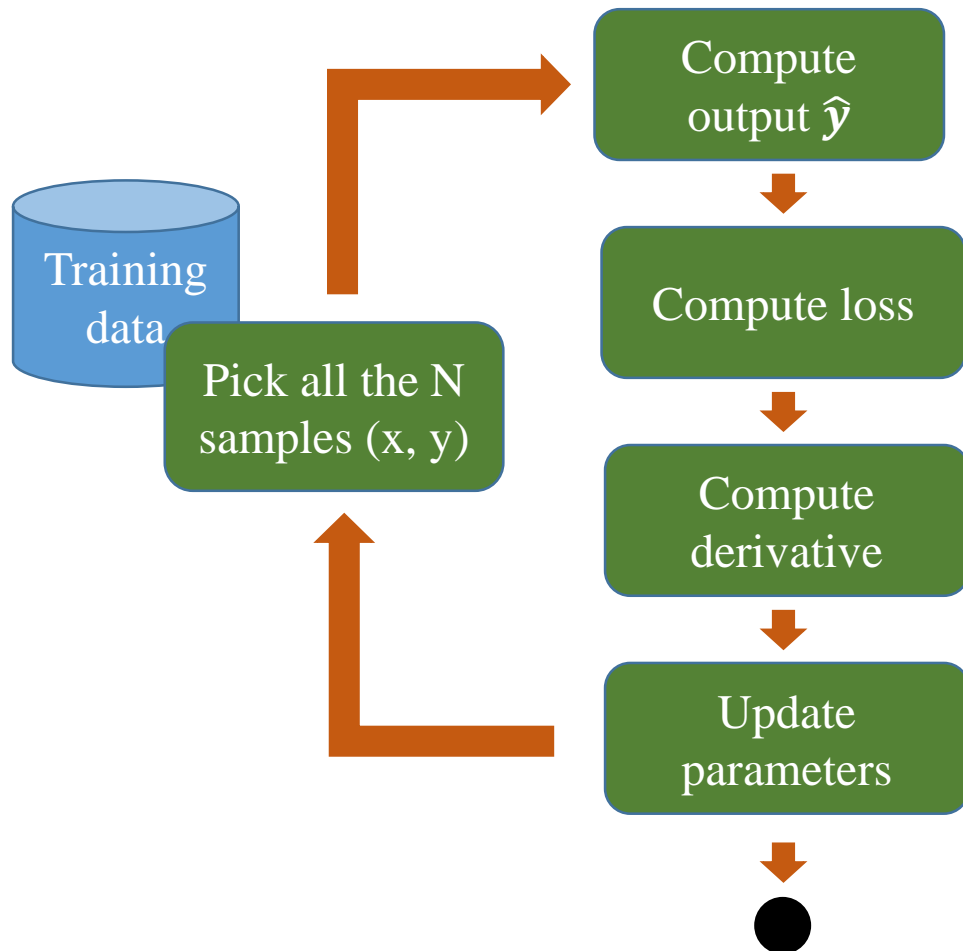 Compute
output ŷ
Training
data
Compute loss
Pick all the N
samples (x, y)
Compute
derivative
Update
parameters